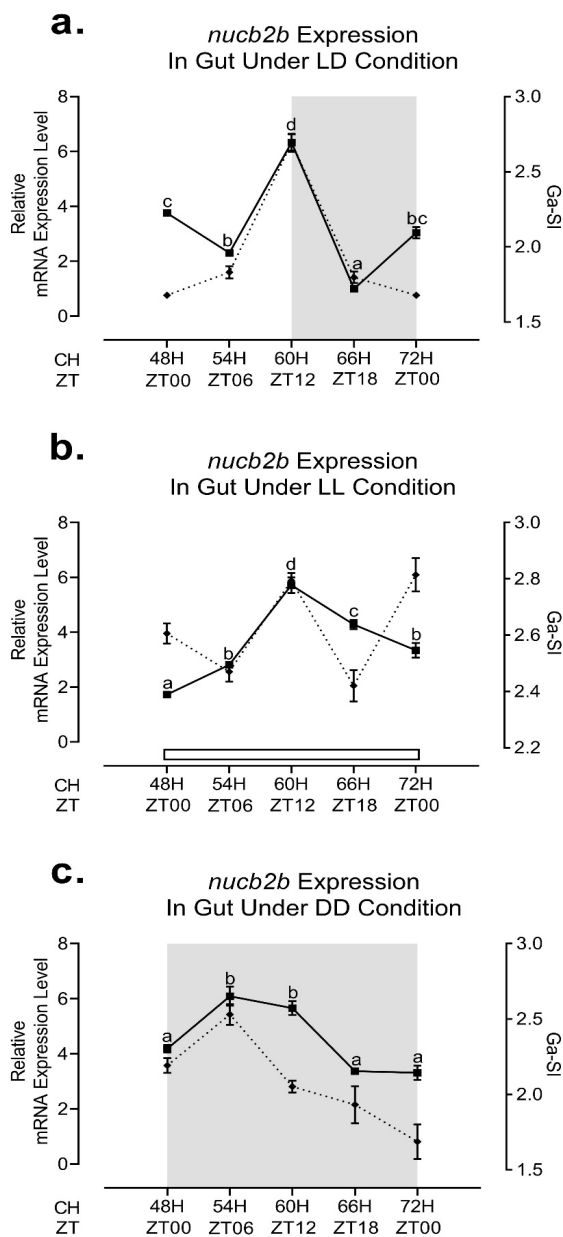 a.
nucb2b Expression
In Gut Under LD Condition
Relative
mRNA Expression Level
8
6
4
2
0
3.0
2.5
2.0
1.5
Ga-SI
c
b
d
a
bc
CH 48H 54H 60H 66H 72H
ZT ZT00 ZT06 ZT12 ZT18 ZT00
b.
nucb2b Expression
In Gut Under LL Condition
Relative
mRNA Expression Level
8
6
4
2
0
3.0
2.8
2.6
2.4
2.2
Ga-SI
a
b
d
c
b
CH 48H 54H 60H 66H 72H
ZT ZT00 ZT06 ZT12 ZT18 ZT00
c.
nucb2b Expression
In Gut Under DD Condition
Relative
mRNA Expression Level
8
6
4
2
0
3.0
2.5
2.0
1.5
Ga-SI
a
b
b
a
a
CH 48H 54H 60H 66H 72H
ZT ZT00 ZT06 ZT12 ZT18 ZT00